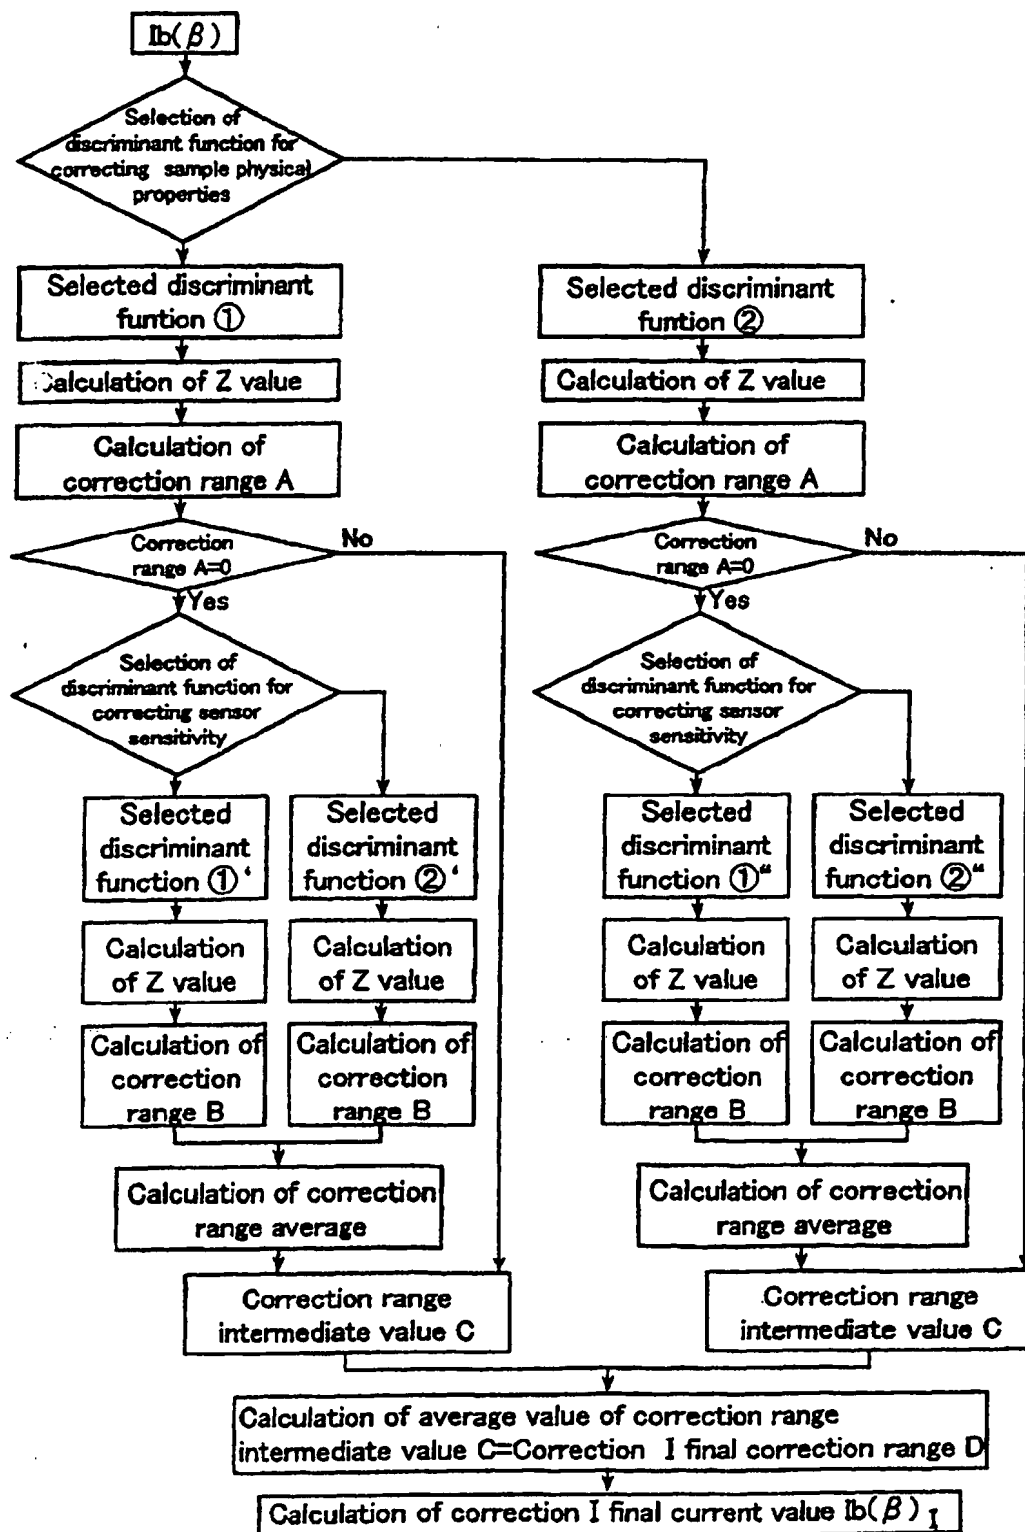 Ib(β)
Selection of
discriminant function for
correcting sample physical
properties
Selected discriminant
funtion ①
Calculation of Z value
Calculation of
correction range A
Correction
range A=0
No
Yes
Selection of
discriminant function for
correcting sensor
sensitivity
Selected
discriminant
function ①‘
Calculation
of Z value
Calculation of
correction
range B
Selected
discriminant
function ②‘
Calculation
of Z value
Calculation of
correction
range B
Calculation of correction
range average
Correction range
intermediate value C
Selected discriminant
funtion ②
Calculation of Z value
Calculation of
correction range A
Correction
range A=0
No
Yes
Selection of
discriminant function for
correcting sensor
sensitivity
Selected
discriminant
function ①“
Calculation
of Z value
Calculation of
correction
range B
Selected
discriminant
function ②“
Calculation
of Z value
Calculation of
correction
range B
Calculation of correction
range average
Correction range
intermediate value C
Calculation of average value of correction range
intermediate value C=Correction I final correction range D
Calculation of correction I final current value Ib(β) I